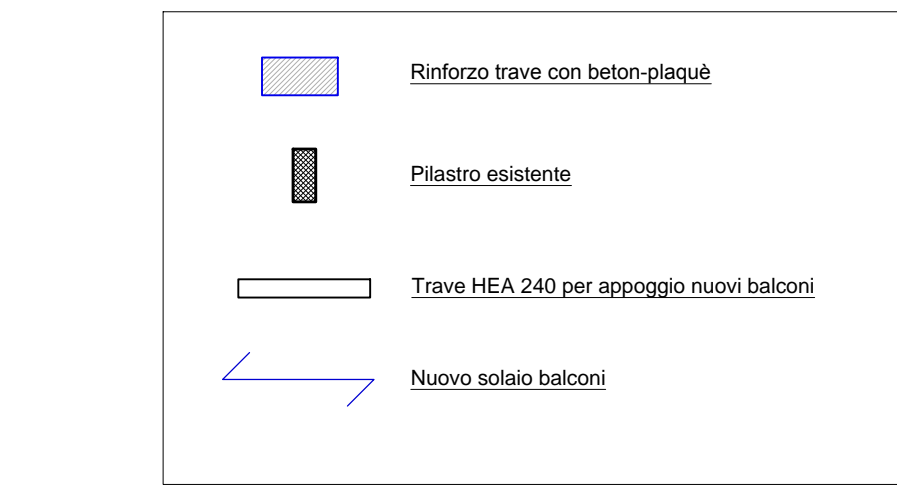 Rinforzo trave con beton-plaquè
Pilastro esistente
Trave HEA 240 per appoggio nuovi balconi
Nuovo solaio balconi